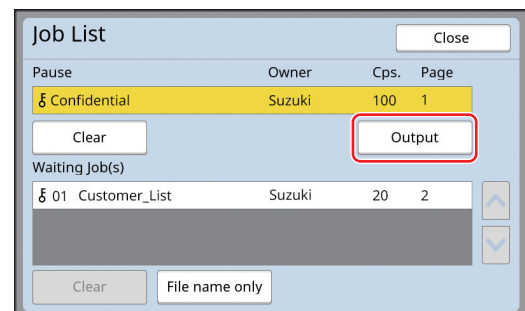 Job List Close
Pause Owner Cps. Page
Confidential Suzuki 100 1
Clear Output
Waiting Job(s)
01 Customer_List Suzuki 20 2
Clear File name only